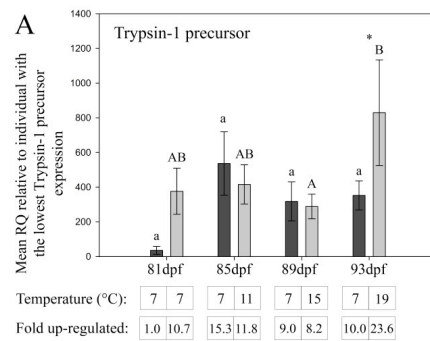 A
Trypsin-1 precursor
Mean RQ relative to individual with
the lowest Trypsin-1 precursor
expression
1400
1200
1000
800
600
400
200
0
a AB a AB a A a * B
81dpf 85dpf 89dpf 93dpf
Temperature (°C): 7 7 7 11 7 15 7 19
Fold up-regulated: 1.0 10.7 15.3 11.8 9.0 8.2 10.0 23.6